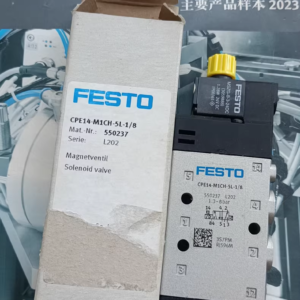 主要产品样本 2023
FESTO
CPE14-M1CH-5L-1/8
Mat.-Nr.: 550237
Serie: L202
Magnetventil
Solenoid valve
FESTO
FESTO
CPE14-M1CH-5L-1/8
550237 L202